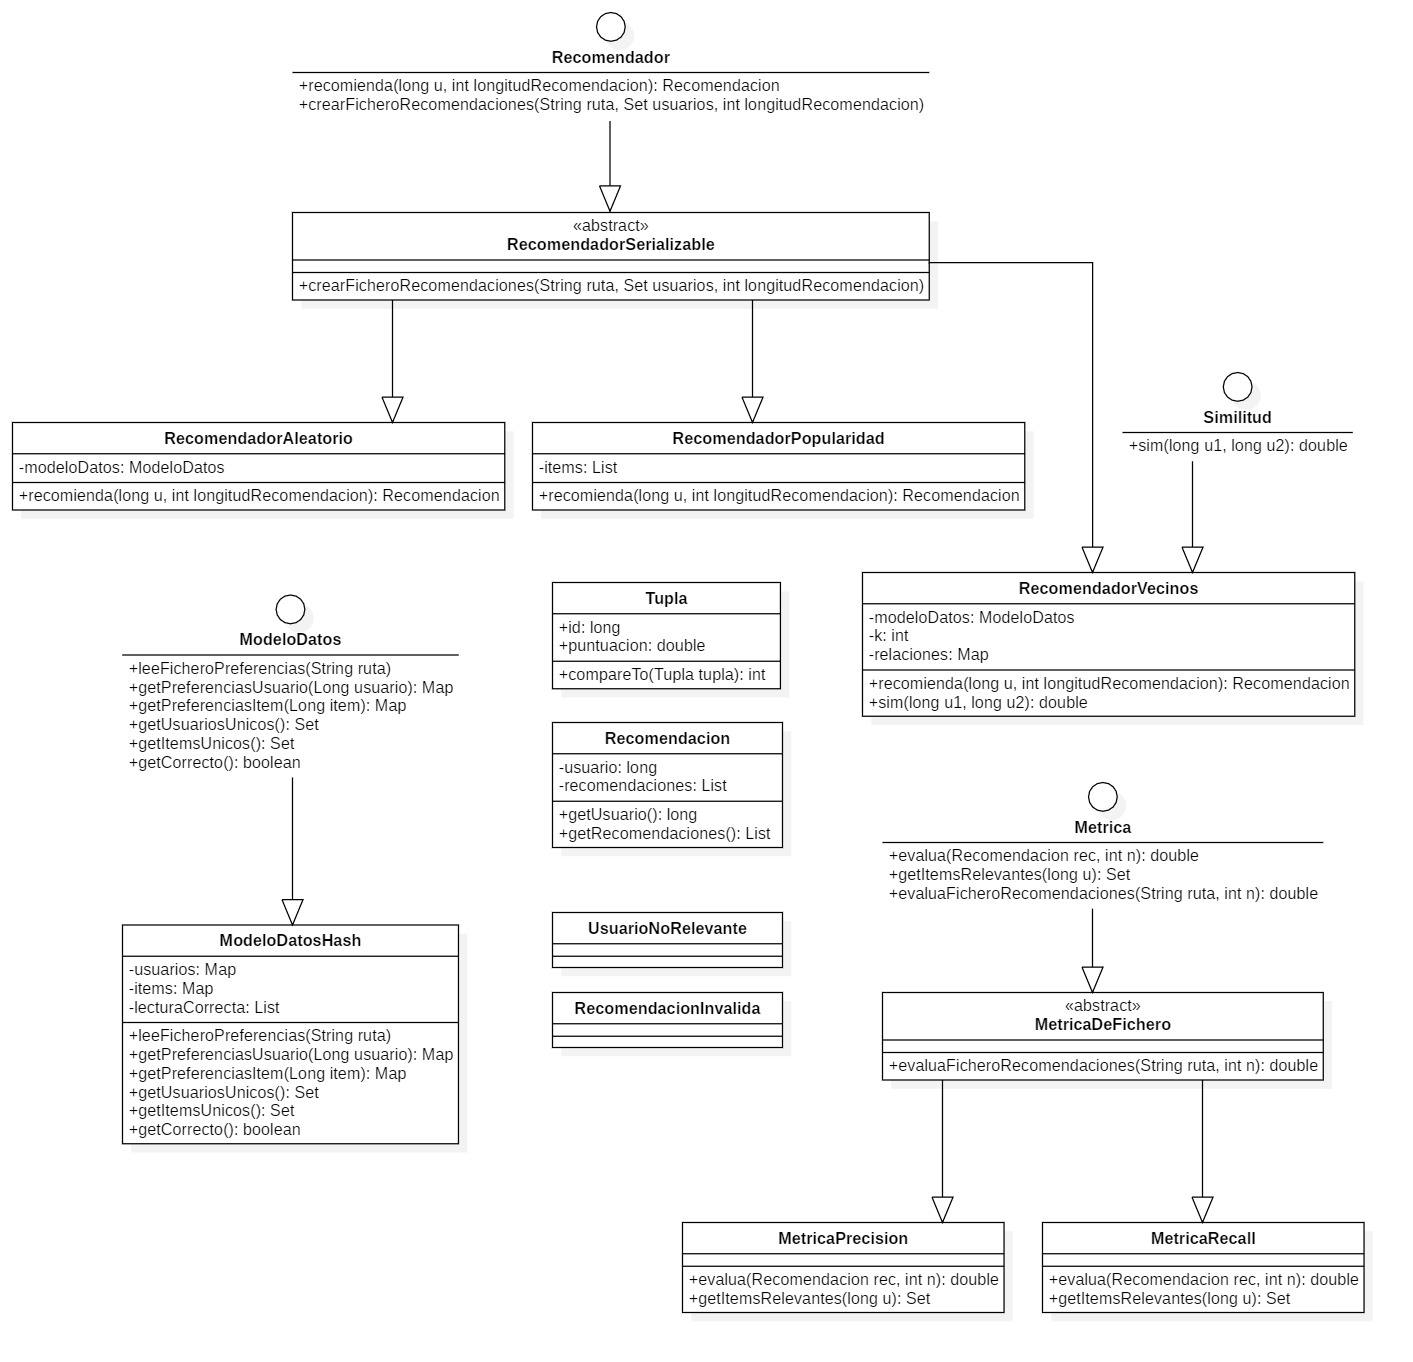 Recomendador
+recomienda(long u, int longitudRecomendacion): Recomendacion
+crearFicheroRecomendaciones(String ruta, Set usuarios, int longitudRecomendacion)
«abstract»
RecomendadorSerializable
+crearFicheroRecomendaciones(String ruta, Set usuarios, int longitudRecomendacion)
RecomendadorAleatorio
-modeloDatos: ModeloDatos
+recomienda(long u, int longitudRecomendacion): Recomendacion
RecomendadorPopularidad
-items: List
+recomienda(long u, int longitudRecomendacion): Recomendacion
Similitud
+sim(long u1, long u2): double
RecomendadorVecinos
-modeloDatos: ModeloDatos
-k: int
-relaciones: Map
+recomienda(long u, int longitudRecomendacion): Recomendacion
+sim(long u1, long u2): double
ModeloDatos
+leeFicheroPreferencias(String ruta)
+getPreferenciasUsuario(Long usuario): Map
+getPreferenciasItem(Long item): Map
+getUsuariosUnicos(): Set
+getItemsUnicos(): Set
+getCorrecto(): boolean
Tupla
+id: long
+puntuacion: double
+compareTo(Tupla tupla): int
Recomendacion
-usuario: long
-recomendaciones: List
+getUsuario(): long
+getRecomendaciones(): List
Metrica
+evalua(Recomendacion rec, int n): double
+getItemsRelevantes(long u): Set
+evaluaFicheroRecomendaciones(String ruta, int n): double
ModeloDatosHash
-usuarios: Map
-items: Map
-lecturaCorrecta: List
+leeFicheroPreferencias(String ruta)
+getPreferenciasUsuario(Long usuario): Map
+getPreferenciasItem(Long item): Map
+getUsuariosUnicos(): Set
+getItemsUnicos(): Set
+getCorrecto(): boolean
UsuarioNoRelevante
RecomendacionInvalida
«abstract»
MetricaDeFichero
+evaluaFicheroRecomendaciones(String ruta, int n): double
MetricaPrecision
+evalua(Recomendacion rec, int n): double
+getItemsRelevantes(long u): Set
MetricaRecall
+evalua(Recomendacion rec, int n): double
+getItemsRelevantes(long u): Set